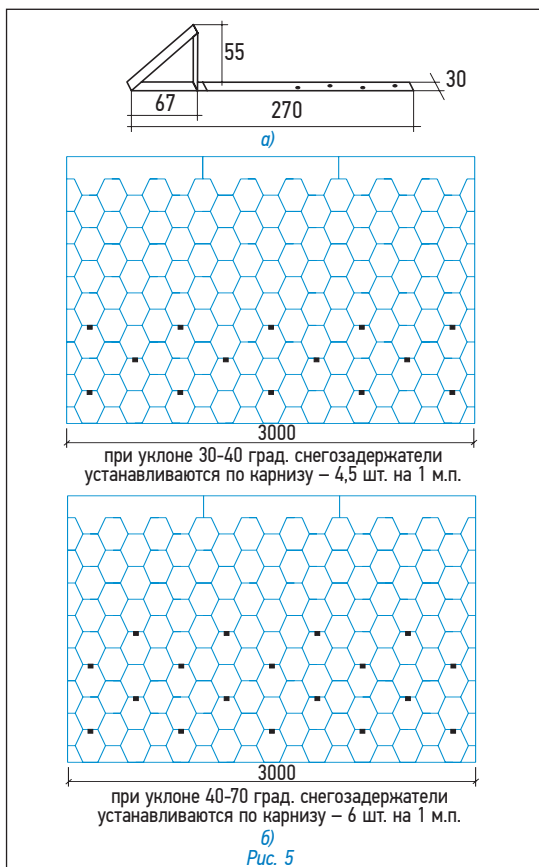 55
30
67
270
а)
3000
при уклоне 30-40 град. снегозадержатели
устанавливаются по карнизу – 4,5 шт. на 1 м.п.
3000
при уклоне 40-70 град. снегозадержатели
устанавливаются по карнизу – 6 шт. на 1 м.п.
б)
Рис. 5